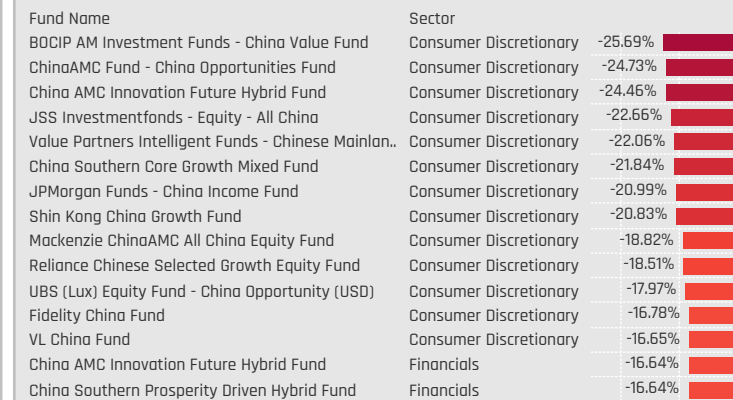 Fund Name Sector
BOCIP AM Investment Funds - China Value Fund Consumer Discretionary -25.69%
ChinaAMC Fund - China Opportunities Fund Consumer Discretionary -24.73%
China AMC Innovation Future Hybrid Fund Consumer Discretionary -24.46%
JSS Investmentfonds - Equity - All China Consumer Discretionary -22.66%
Value Partners Intelligent Funds - Chinese Mainlan.. Consumer Discretionary -22.06%
China Southern Core Growth Mixed Fund Consumer Discretionary -21.84%
JPMorgan Funds - China Income Fund Consumer Discretionary -20.99%
Shin Kong China Growth Fund Consumer Discretionary -20.83%
Mackenzie ChinaAMC All China Equity Fund Consumer Discretionary -18.82%
Reliance Chinese Selected Growth Equity Fund Consumer Discretionary -18.51%
UBS (Lux) Equity Fund - China Opportunity (USD) Consumer Discretionary -17.97%
Fidelity China Fund Consumer Discretionary -16.78%
VL China Fund Consumer Discretionary -16.65%
China AMC Innovation Future Hybrid Fund Financials -16.64%
China Southern Prosperity Driven Hybrid Fund Financials -16.64%